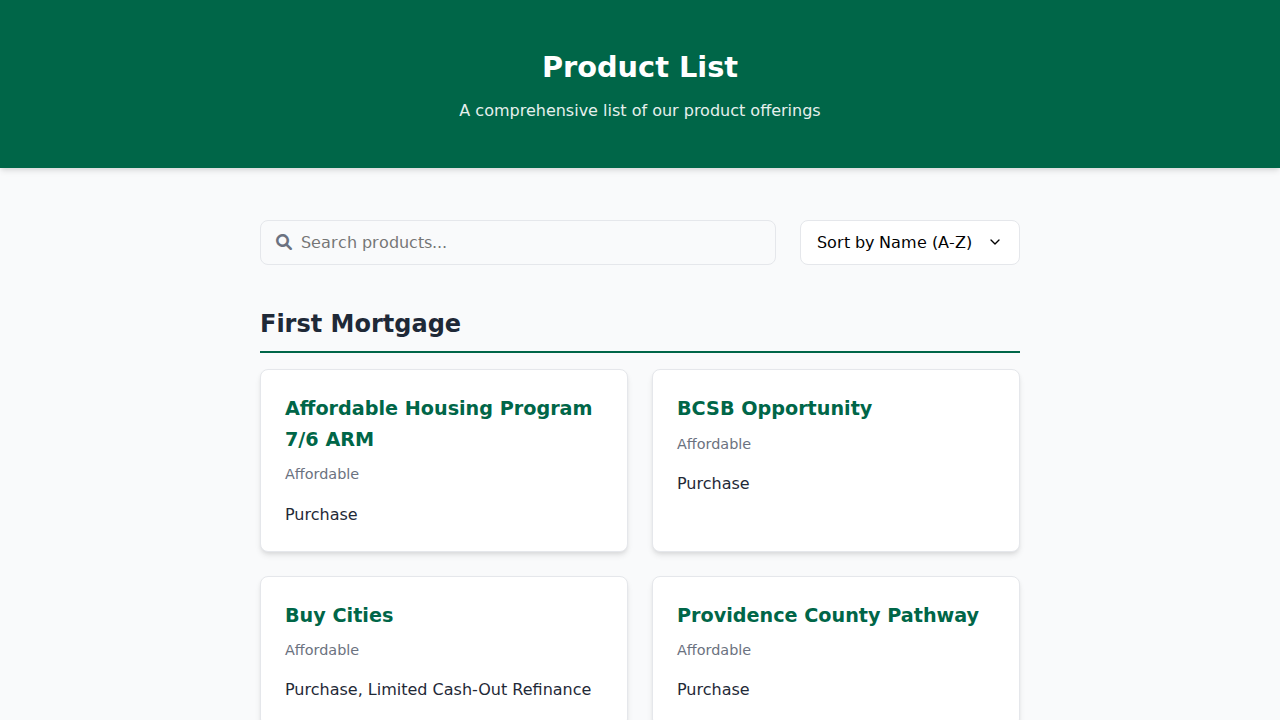 Product List
A comprehensive list of our product offerings
Search products...
Sort by Name (A-Z)
First Mortgage
Affordable Housing Program
7/6 ARM
Affordable
Purchase
BCSB Opportunity
Affordable
Purchase
Buy Cities
Affordable
Purchase, Limited Cash-Out Refinance
Providence County Pathway
Affordable
Purchase